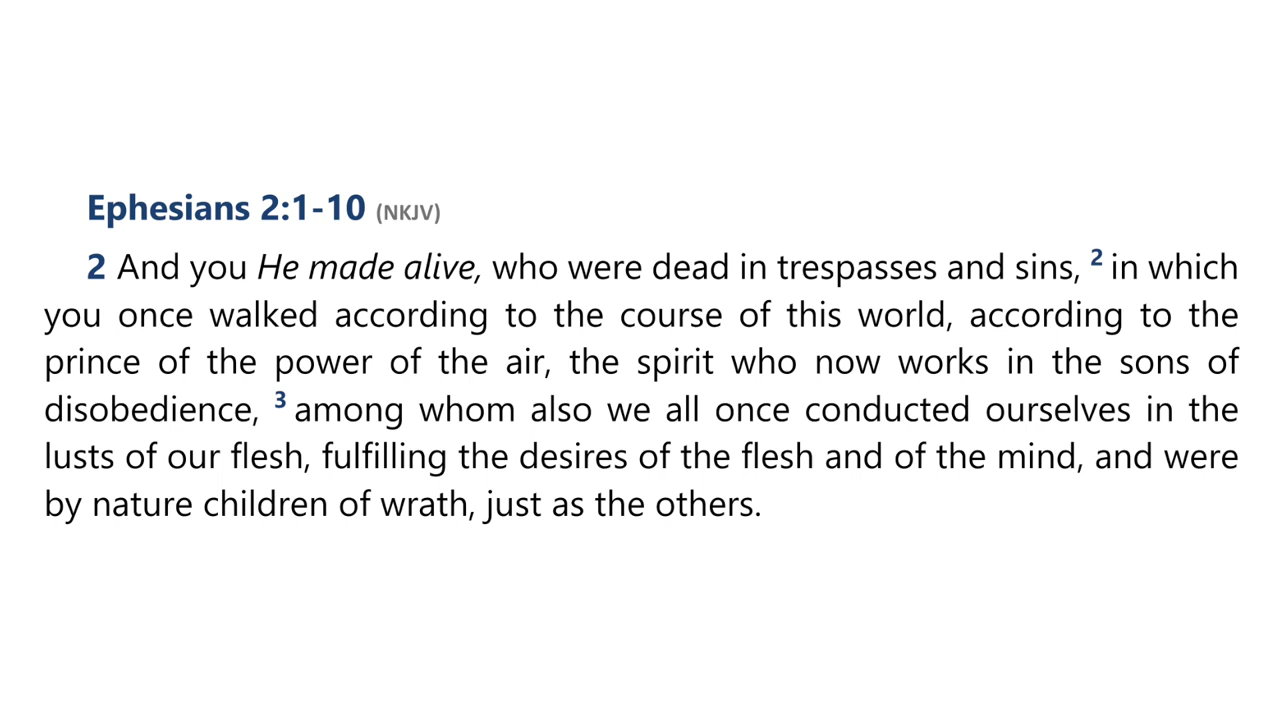 Ephesians 2:1-10 (NKJV)
2 And you He made alive, who were dead in trespasses and sins, 2 in which
you once walked according to the course of this world, according to the
prince of the power of the air, the spirit who now works in the sons of
disobedience, 3 among whom also we all once conducted ourselves in the
lusts of our flesh, fulfilling the desires of the flesh and of the mind, and were
by nature children of wrath, just as the others.